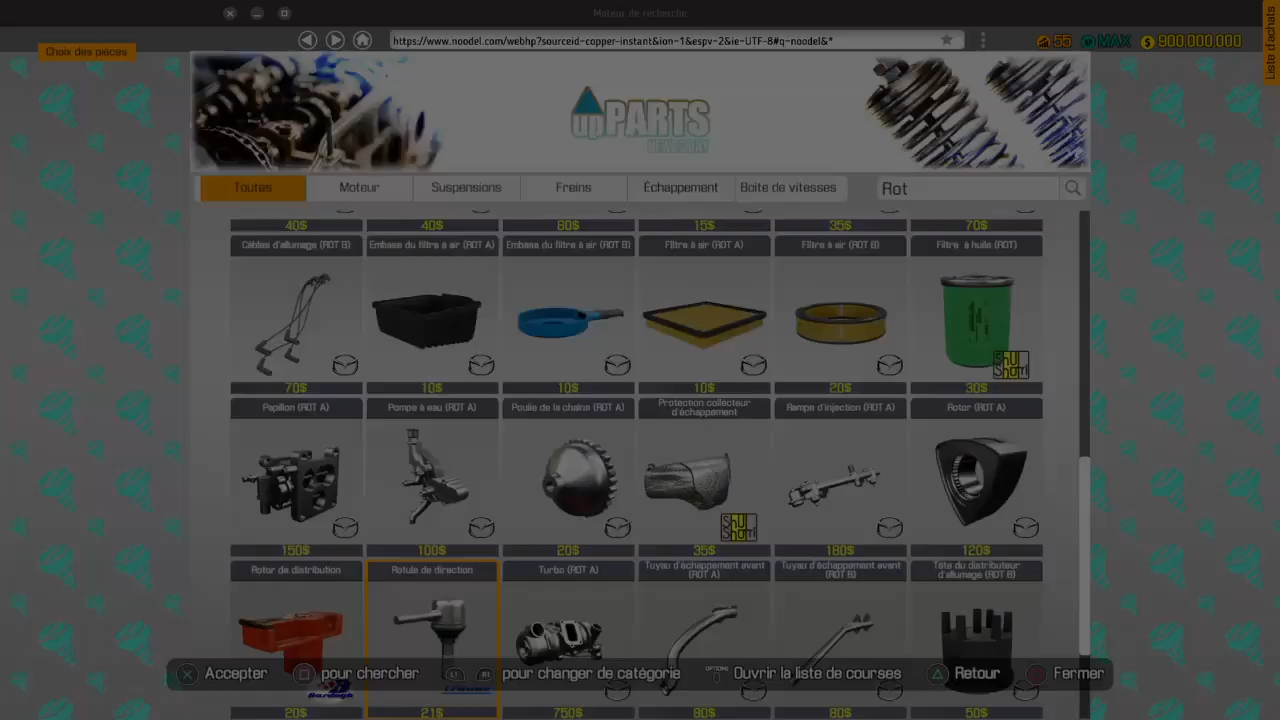 Moteur de recherche
Choix des pièces
https://www.noodel.com/webhp?sourceid-copper-instant&ion-1&espv-2&ie-UTF-8#q-noodel&*
55
MAX
900.000.000
Liste d'achats
upPARTS
Toutes
Moteur
Suspensions
Freins
Échappement
Boite de vitesses
Rot
40$
40$
80$
15$
35$
70$
Câbles d'allumage (ROT B)
Embase du filtre à air (ROT A)
Embase du filtre à air (ROT B)
Filtre à air (ROT A)
Filtre à air (ROT B)
Filtre à huile (ROT)
70$
10$
10$
10$
20$
30$
Papillon (ROT A)
Pompe à eau (ROT A)
Poulie de la chaîne (ROT A)
Protection collecteur
d'échappement
Rampe d'injection (ROT A)
Rotor (ROT A)
150$
100$
20$
35$
180$
120$
Rotor de distribution
Rotule de direction
Turbo (ROT A)
Tuyau d'échappement avant
(ROT A)
Tuyau d'échappement avant
(ROT B)
Tête du distributeur
d'allumage (ROT B)
Accepter
pour chercher
L1
R1
pour changer de catégorie
OPTIONS
Ouvrir la liste de courses
Retour
Fermer
20$
21$
750$
80$
80$
50$